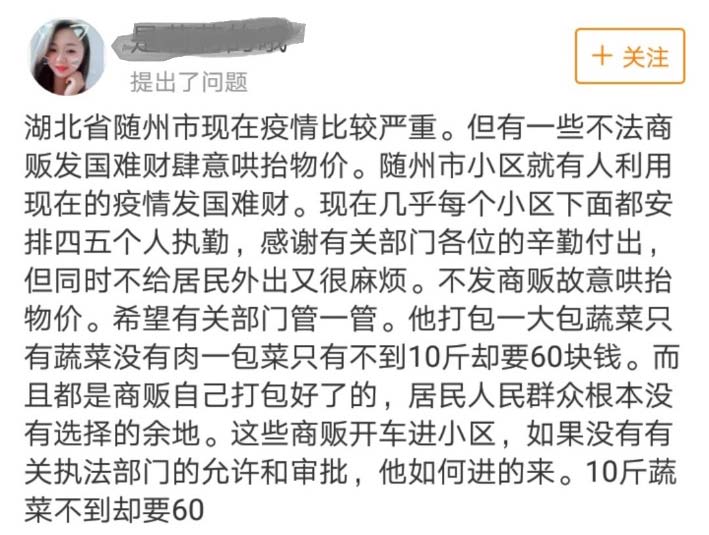 提出了问题
+ 关注
湖北省随州市现在疫情比较严重。但有一些不法商
贩发国难财肆意哄抬物价。随州市小区就有人利用
现在的疫情发国难财。现在几乎每个小区下面都安
排四五个人执勤，感谢有关部门各位的辛勤付出，
但同时不给居民外出又很麻烦。不发商贩故意哄抬
物价。希望有关部门管一管。他打包一大包蔬菜只
有蔬菜没有肉一包菜只有不到10斤却要60块钱。而
且都是商贩自己打包好了的，居民人民群众根本没
有选择的余地。这些商贩开车进小区，如果没有有
关执法部门的允许和审批，他如何进的来。10斤蔬
菜不到却要60